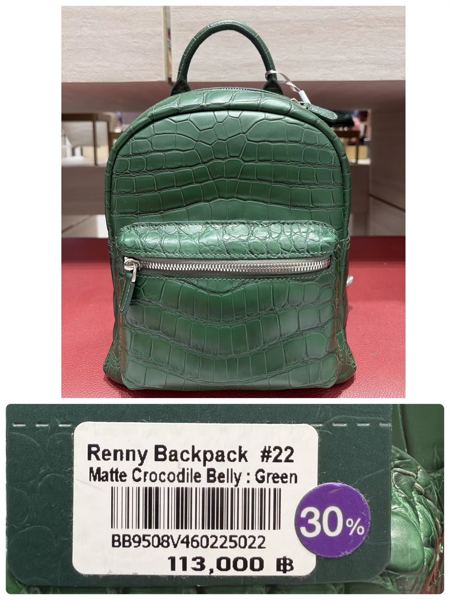 Renny Backpack #22
Matte Crocodile Belly : Green
BB9508V460225022
113,000 ฿
30%